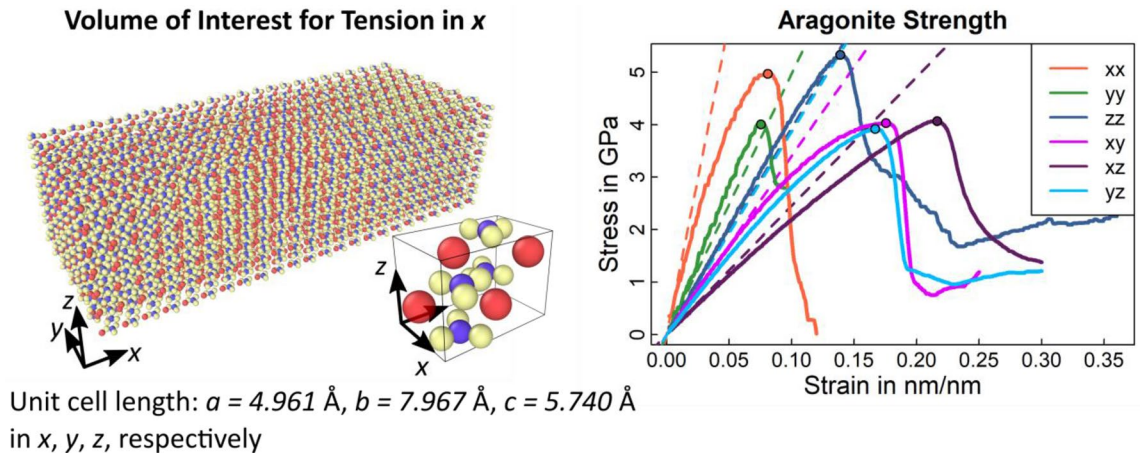 Volume of Interest for Tension in x
z
y
x
z
x
Unit cell length: a = 4.961 Å, b = 7.967 Å, c = 5.740 Å
in x, y, z, respectively
Aragonite Strength
Stress in GPa
5
4
3
2
1
0
0.00 0.05 0.10 0.15 0.20 0.25 0.30 0.35
Strain in nm/nm
xx
yy
zz
xy
xz
yz